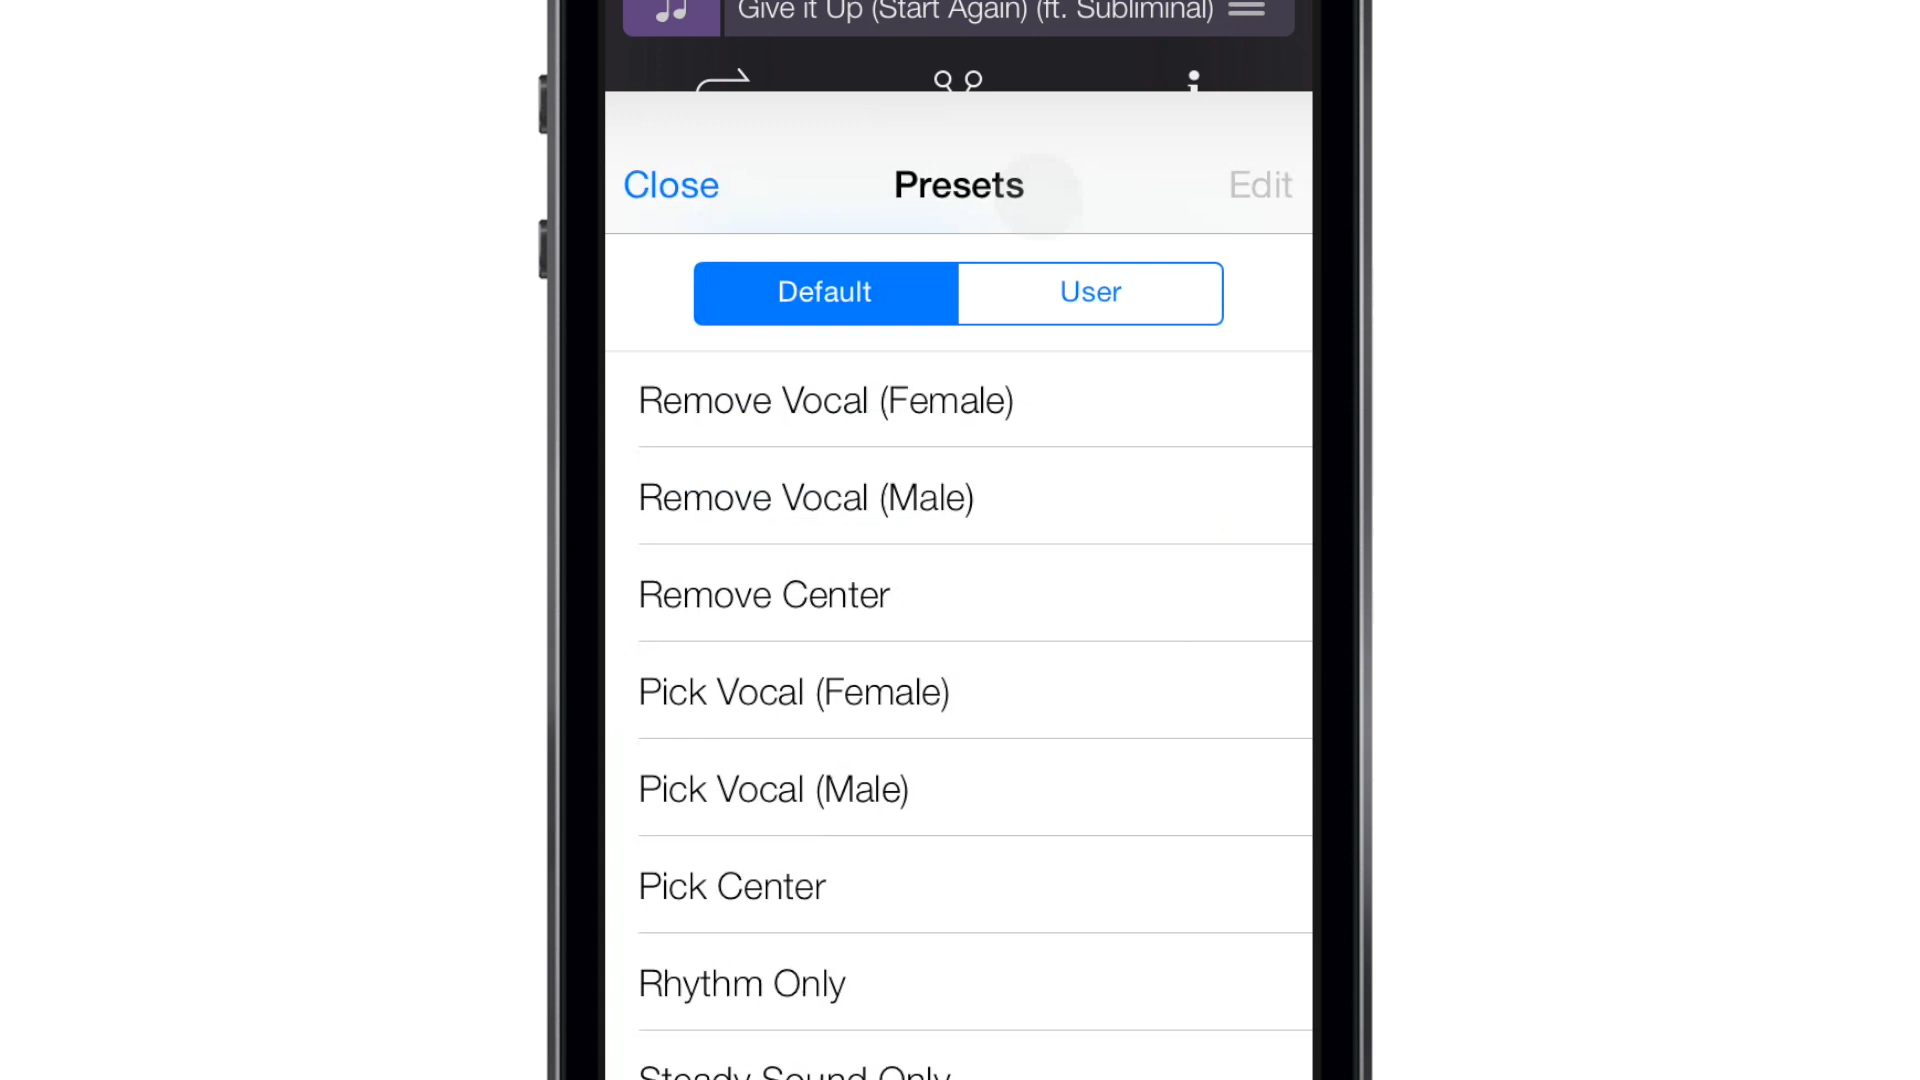 Give it Up (Start Again) (ft. Subliminal)
Close Presets Edit
Default User
Remove Vocal (Female)
Remove Vocal (Male)
Remove Center
Pick Vocal (Female)
Pick Vocal (Male)
Pick Center
Rhythm Only
Steady Sound Only